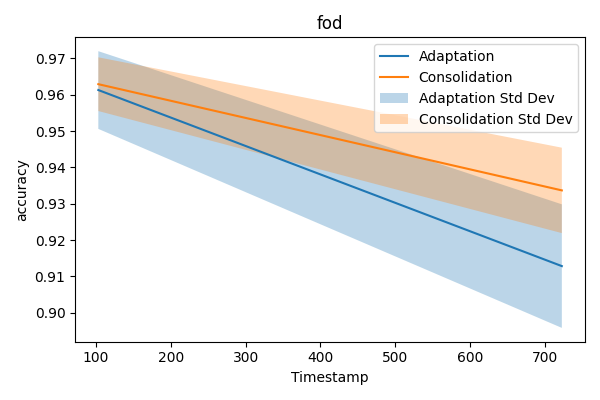 fod
Adaptation
Consolidation
Adaptation Std Dev
Consolidation Std Dev
accuracy
0.97
0.96
0.95
0.94
0.93
0.92
0.91
0.90
100 200 300 400 500 600 700
Timestamp